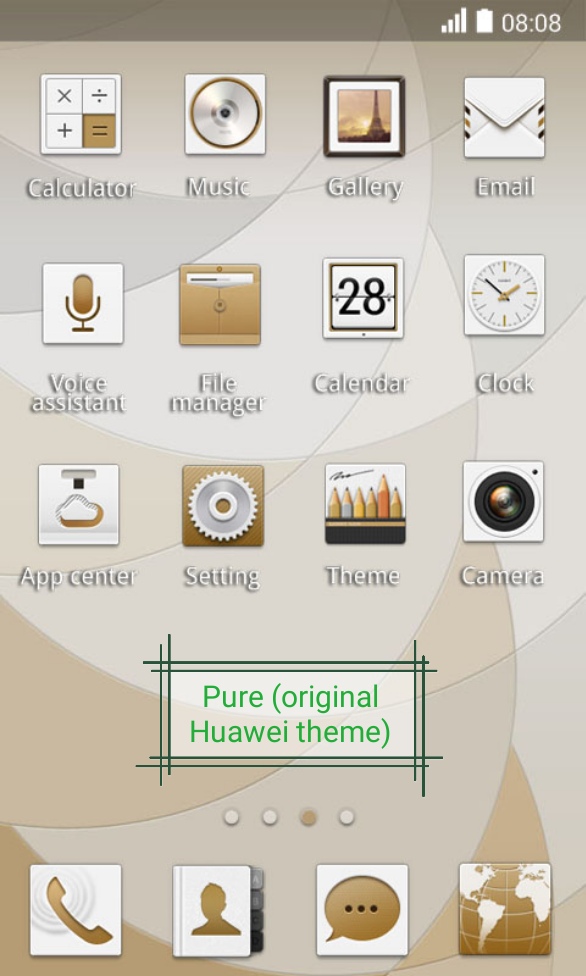 08:08
Calculator Music Gallery Email
28
Voice assistant File manager Calendar Clock
App center Setting Theme Camera
Pure (original
Huawei theme)